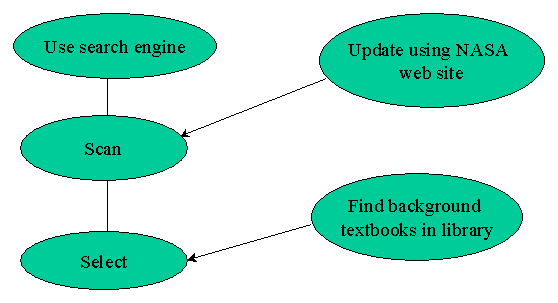 Use search engine
Update using NASA
web site
Scan
Find background
textbooks in library
Select